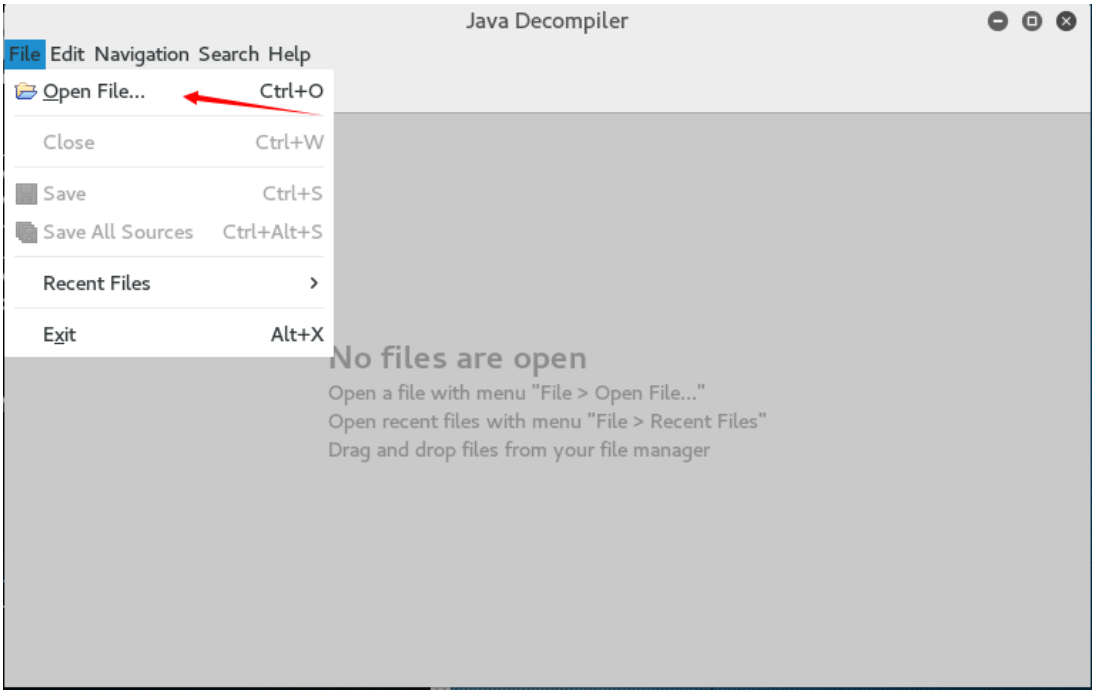 Java Decompiler
File Edit Navigation Search Help
Open File... Ctrl+O
Close Ctrl+W
Save Ctrl+S
Save All Sources Ctrl+Alt+S
Recent Files
Exit Alt+X
No files are open
Open a file with menu "File > Open File..."
Open recent files with menu "File > Recent Files"
Drag and drop files from your file manager